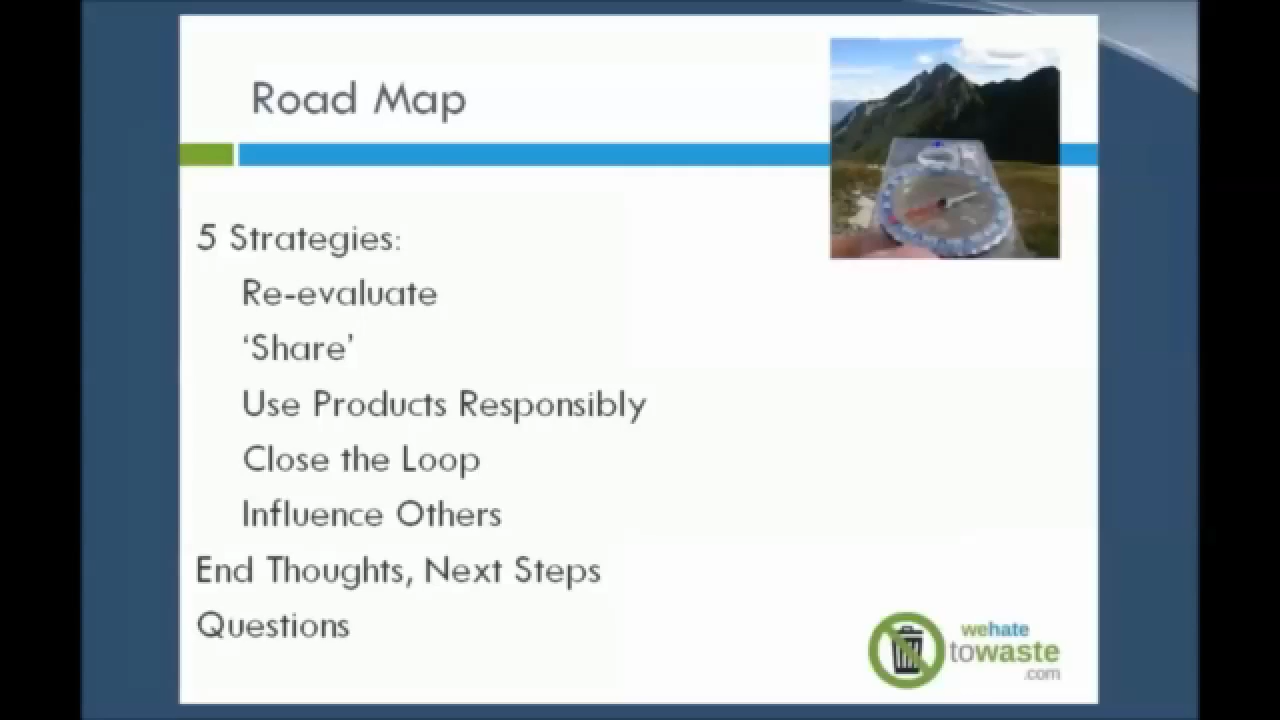 Road Map
5 Strategies:
Re-evaluate
‘Share’
Use Products Responsibly
Close the Loop
Influence Others
End Thoughts, Next Steps
Questions
wehate
towaste
.com